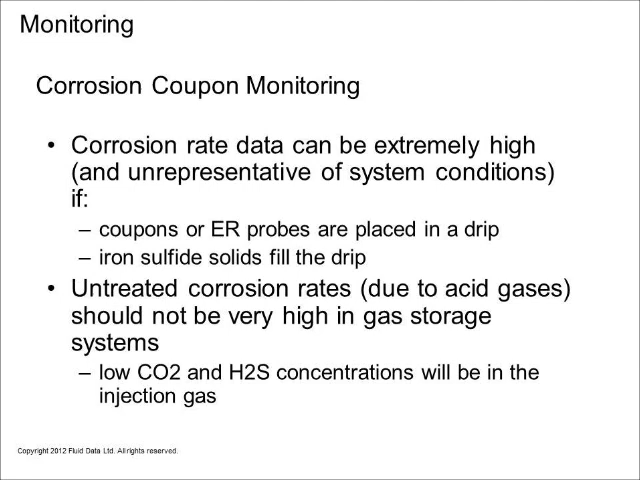 Monitoring
Corrosion Coupon Monitoring
• Corrosion rate data can be extremely high
(and unrepresentative of system conditions)
if:
– coupons or ER probes are placed in a drip
– iron sulfide solids fill the drip
• Untreated corrosion rates (due to acid gases)
should not be very high in gas storage
systems
– low CO2 and H2S concentrations will be in the
injection gas
Copyright 2012 Fluid Data Ltd. All rights reserved.